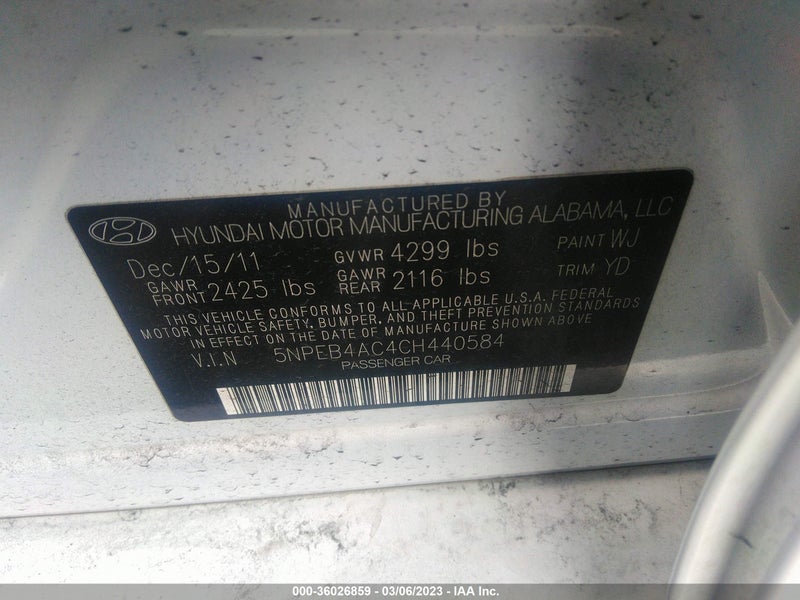 MANUFACTURED BY
HYUNDAI MOTOR MANUFACTURING ALABAMA, LLC
Dec/15/11 GVWR 4299 lbs PAINT WJ
GAWR FRONT 2425 lbs GAWR REAR 2116 lbs TRIM YD
THIS VEHICLE CONFORMS TO ALL APPLICABLE U.S.A. FEDERAL
MOTOR VEHICLE SAFETY, BUMPER, AND THEFT PREVENTION STANDARDS
IN EFFECT ON THE DATE OF MANUFACTURE SHOWN ABOVE
V.I.N 5NPEB4AC4CH440584
PASSENGER CAR
000-36026859 - 03/06/2023 - IAA Inc.